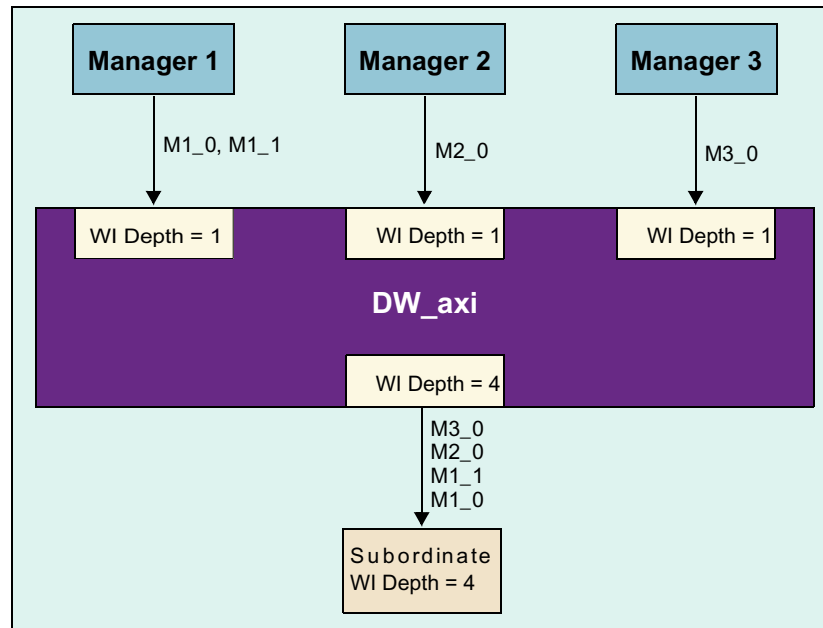 Manager 1
Manager 2
Manager 3
M1_0, M1_1
M2_0
M3_0
WI Depth = 1
WI Depth = 1
WI Depth = 1
DW_axi
WI Depth = 4
M3_0
M2_0
M1_1
M1_0
Subordinate
WI Depth = 4